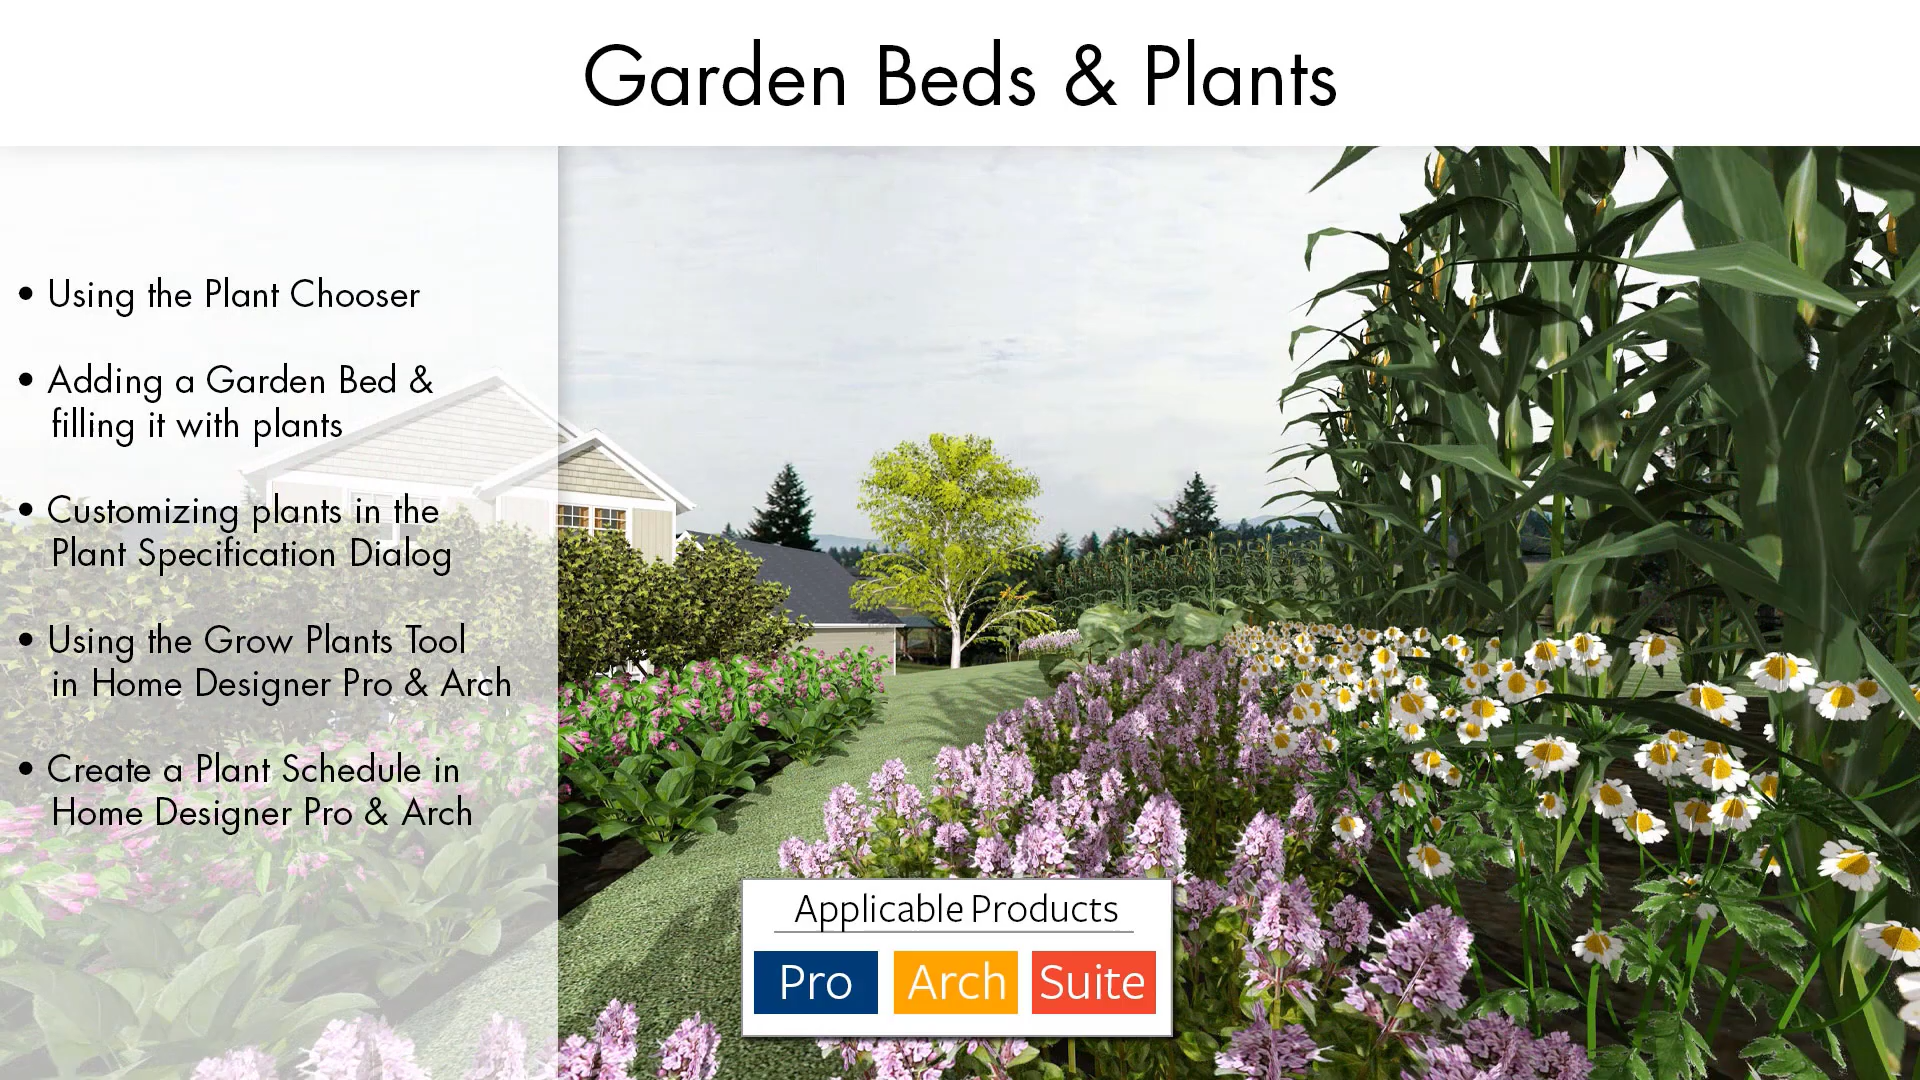 Garden Beds & Plants
• Using the Plant Chooser
• Adding a Garden Bed &
filling it with plants
• Customizing plants in the
Plant Specification Dialog
• Using the Grow Plants Tool
in Home Designer Pro & Arch
• Create a Plant Schedule in
Home Designer Pro & Arch
Applicable Products
Pro Arch Suite